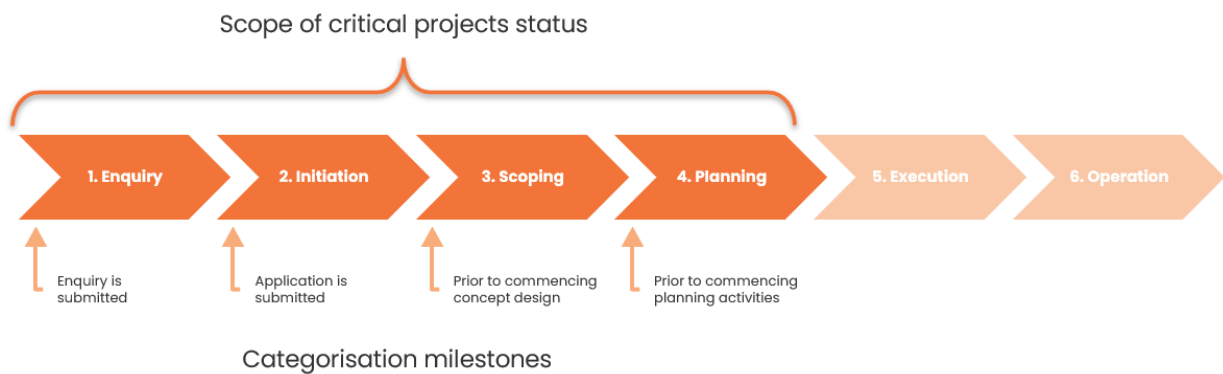 Scope of critical projects status
1. Enquiry
2. Initiation
3. Scoping
4. Planning
5. Execution
6. Operation
Enquiry is
submitted
Application is
submitted
Prior to commencing
concept design
Prior to commencing
planning activities
Categorisation milestones